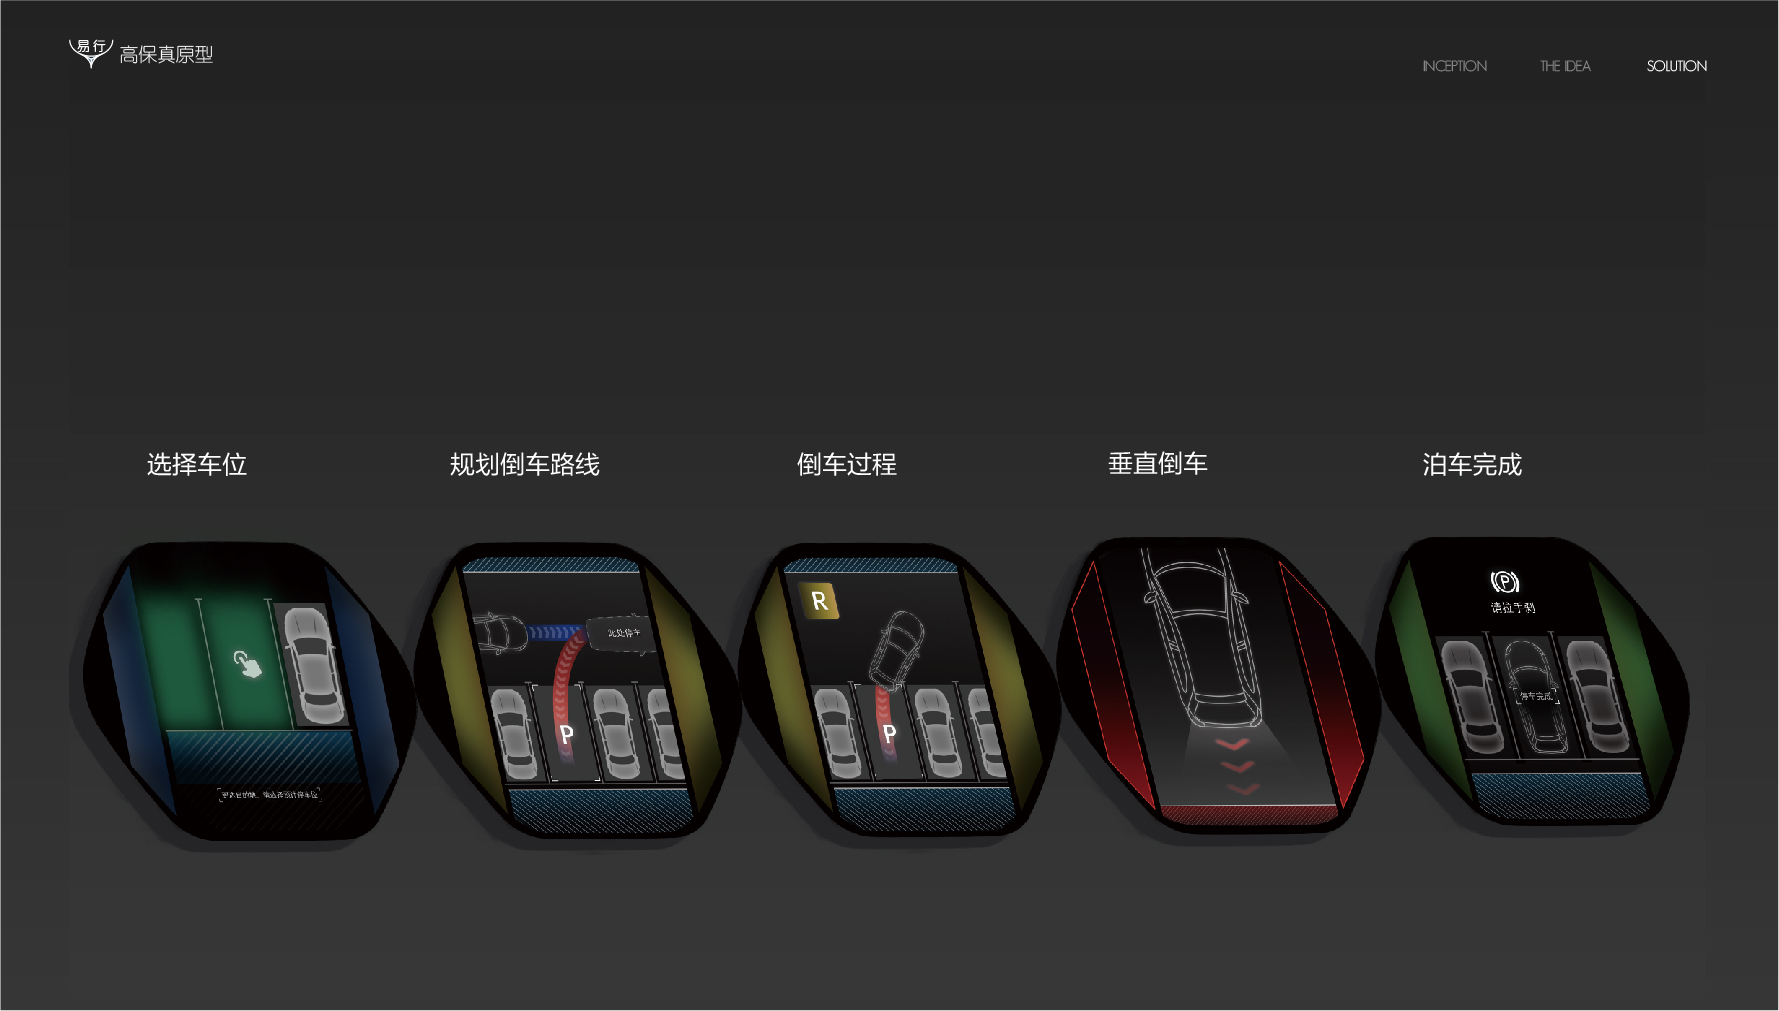 易行 高保真原型
INCEPTION THE IDEA SOLUTION
选择车位 规划倒车路线 倒车过程 垂直倒车 泊车完成
R
请拉手刹
此处停车
停车完成
P P